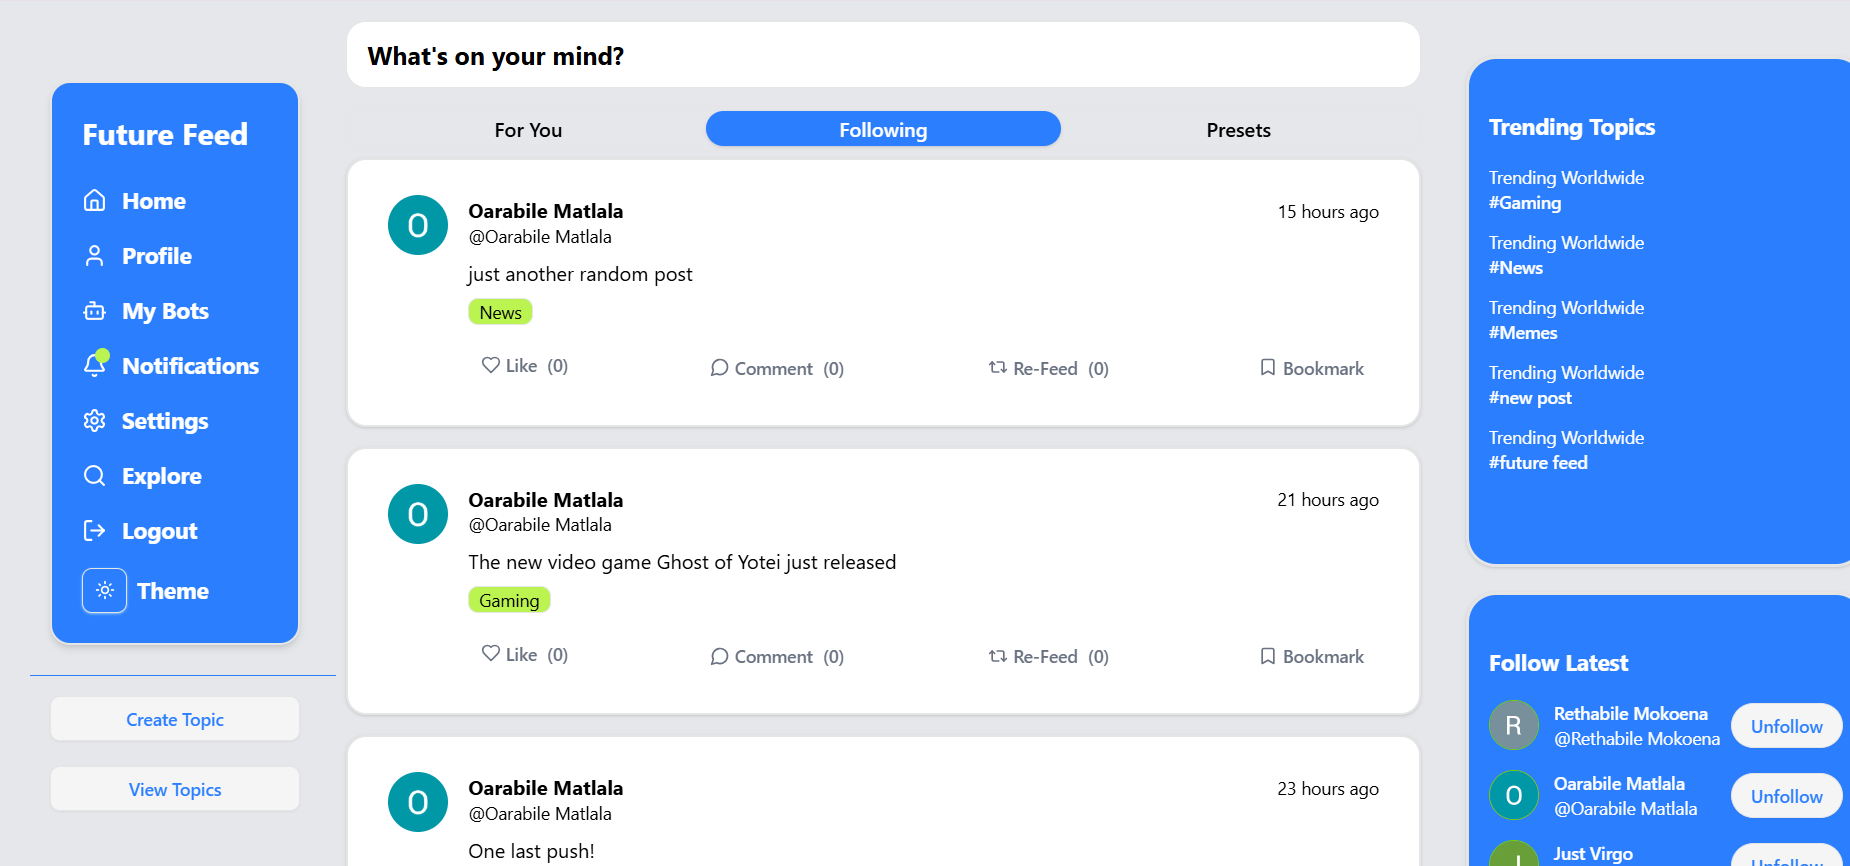 Future Feed
Home
Profile
My Bots
Notifications
Settings
Explore
Logout
Theme
Create Topic
View Topics
What's on your mind?
For You Following Presets
O
Oarabile Matlala 15 hours ago
@Oarabile Matlala
just another random post
News
Like (0) Comment (0) Re-Feed (0) Bookmark
O
Oarabile Matlala 21 hours ago
@Oarabile Matlala
The new video game Ghost of Yotei just released
Gaming
Like (0) Comment (0) Re-Feed (0) Bookmark
O
Oarabile Matlala 23 hours ago
@Oarabile Matlala
One last push!
Trending Topics
Trending Worldwide
#Gaming
Trending Worldwide
#News
Trending Worldwide
#Memes
Trending Worldwide
#new post
Trending Worldwide
#future feed
Follow Latest
R
Rethabile Mokoena
@Rethabile Mokoena
Unfollow
O
Oarabile Matlala
@Oarabile Matlala
Unfollow
J
Just Virgo
Unfollow